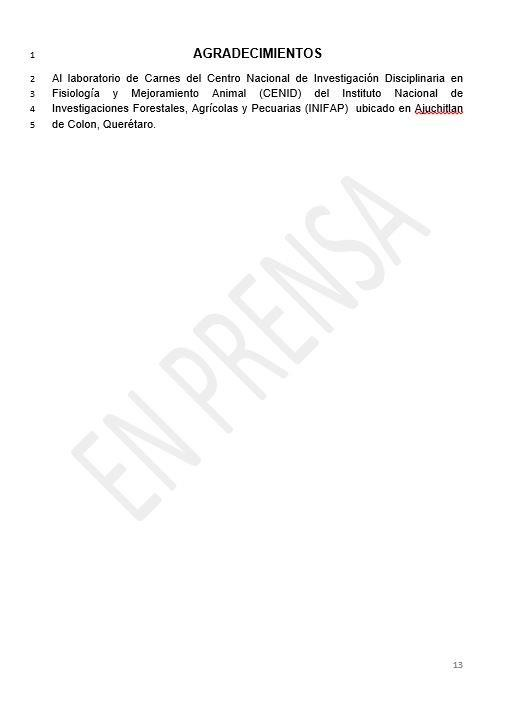 1 AGRADECIMIENTOS
2 Al laboratorio de Carnes del Centro Nacional de Investigación Disciplinaria en
3 Fisiología y Mejoramiento Animal (CENID) del Instituto Nacional de
4 Investigaciones Forestales, Agrícolas y Pecuarias (INIFAP) ubicado en Ajuchitlan
5 de Colon, Querétaro.
EN PRENSA
13